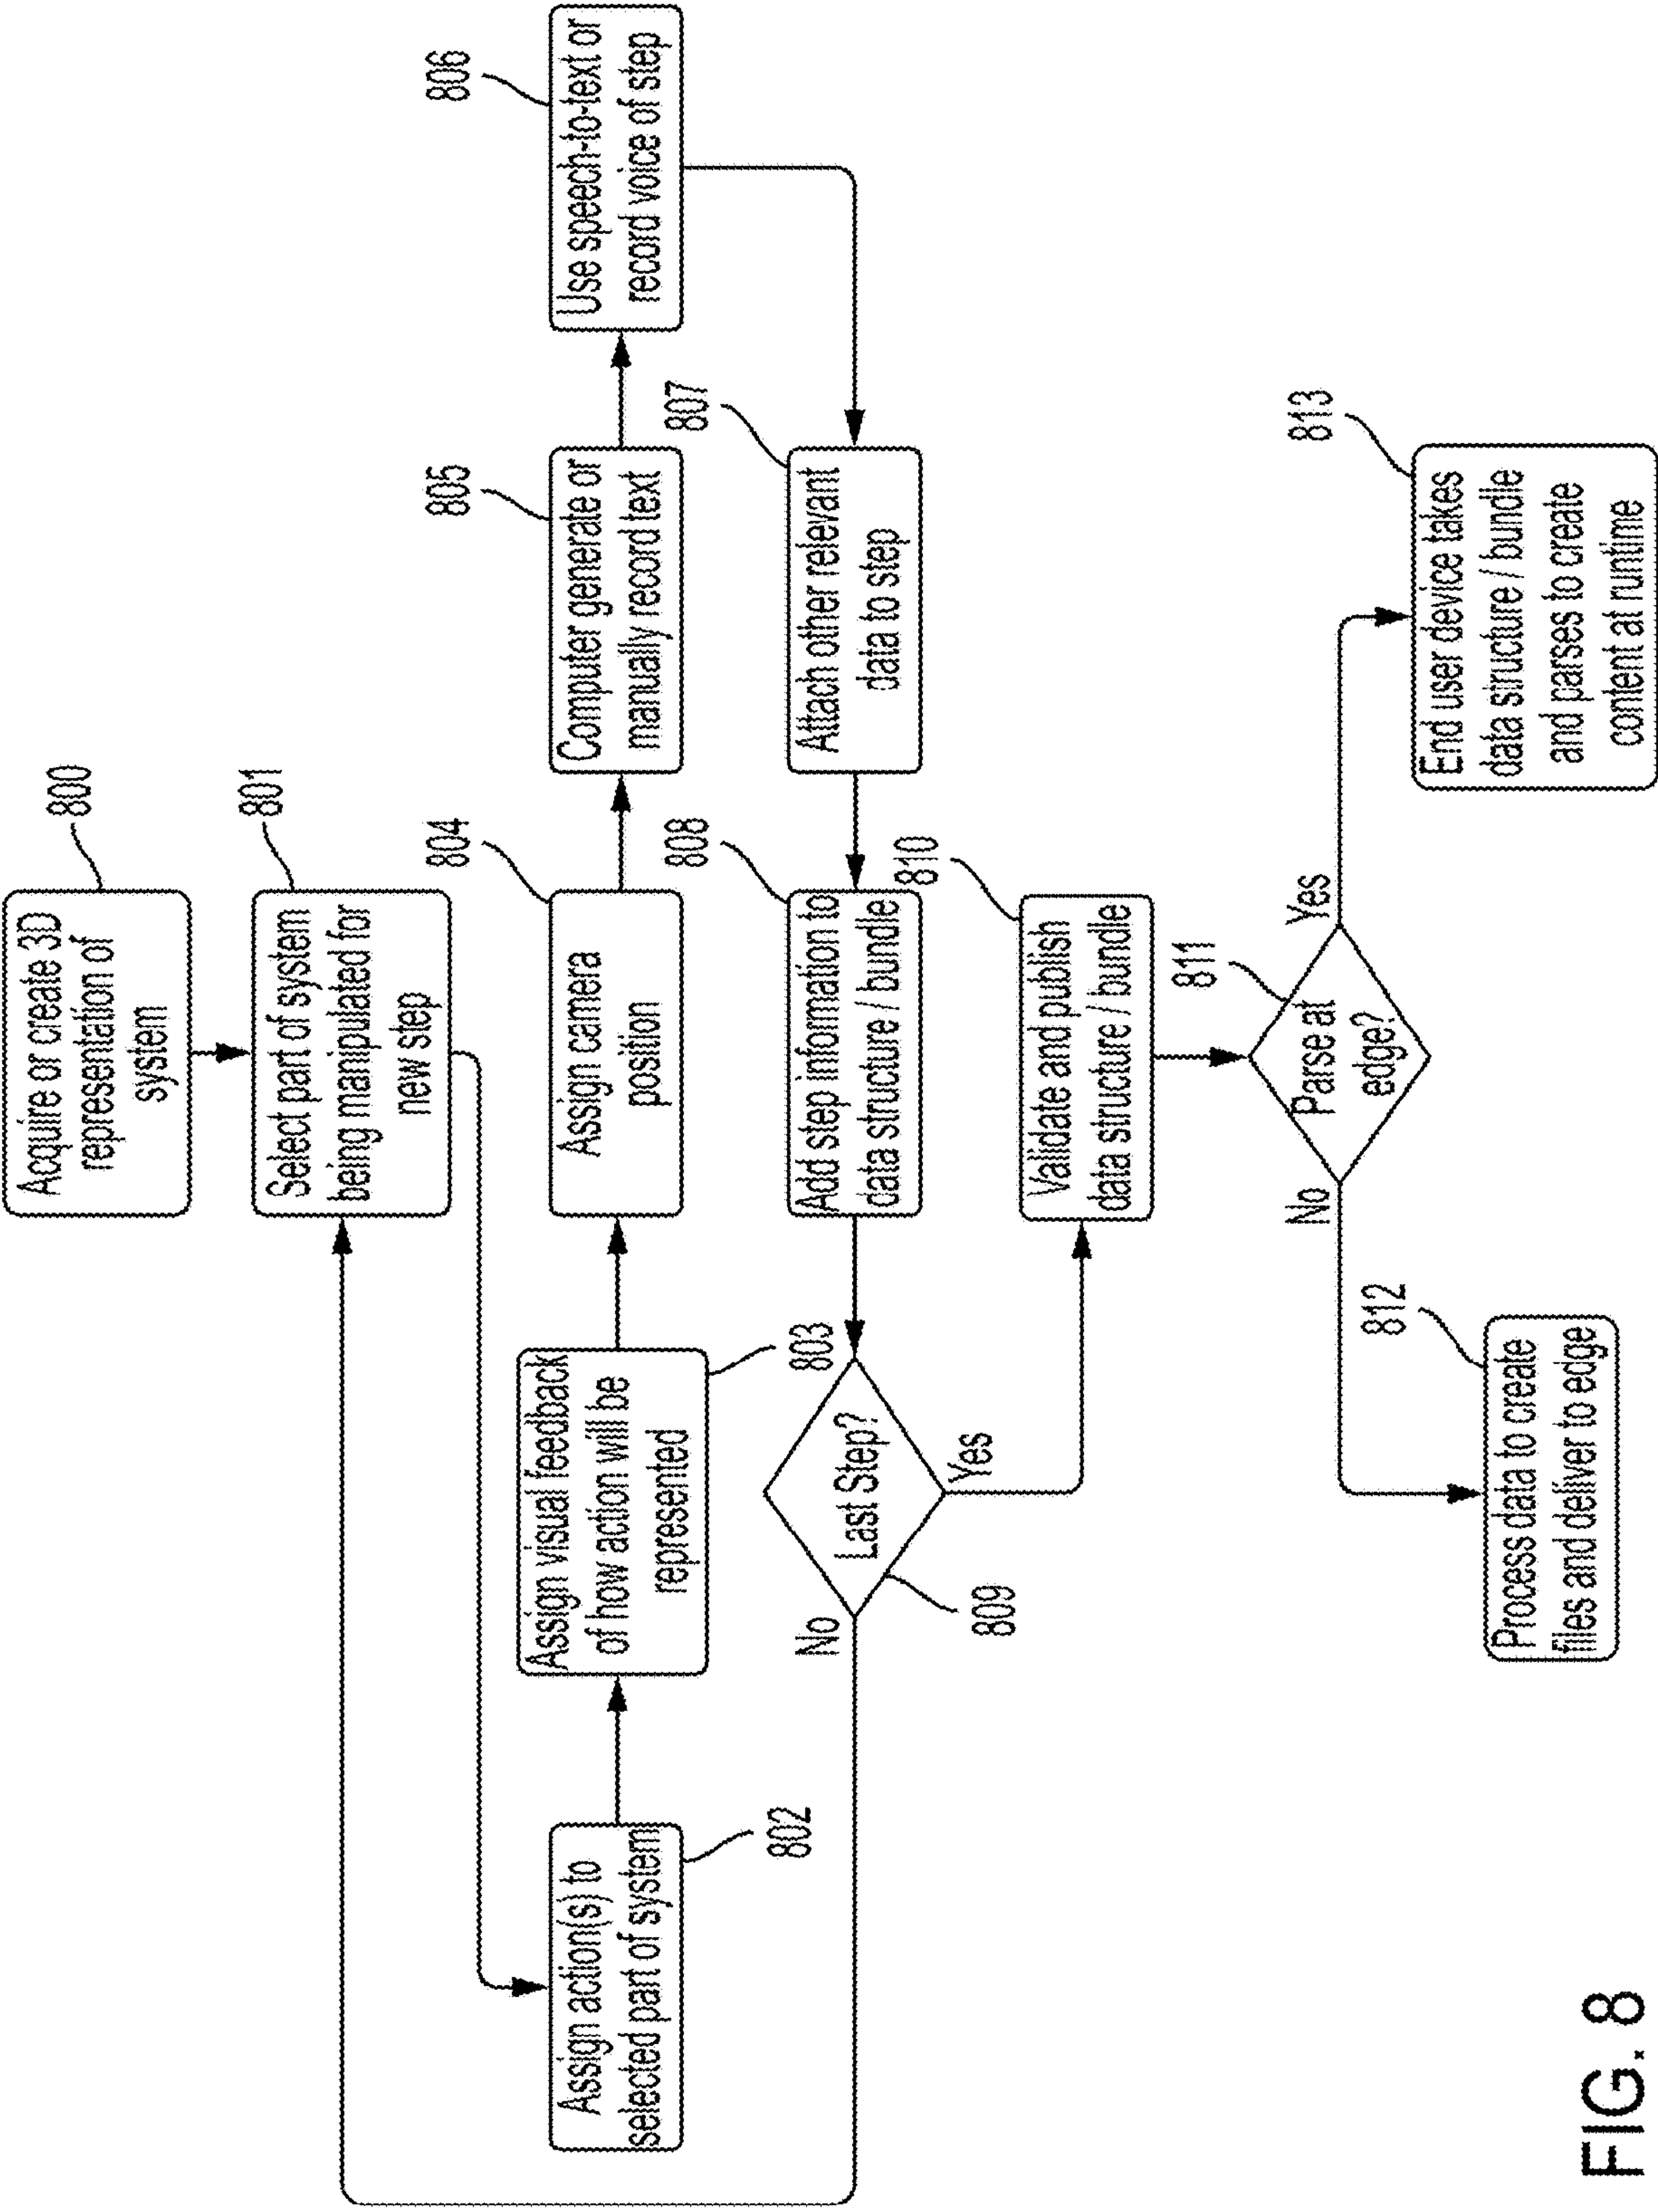 800
Acquire or create 3D
representation of
system
801
Select part of system
being manipulated for
new step
802
Assign action(s) to
selected part of system
803
Assign visual feedback
of how action will be
represented
804
Assign camera
position
805
Computer generate or
manually record text
806
Use speech-to-text or
record voice of step
807
Attach other relevant
data to step
808
Add step information to
data structure / bundle
809
Last Step?
No
Yes
810
Validate and publish
data structure / bundle
811
Parse at
edge?
No
Yes
812
Process data to create
files and deliver to edge
813
End user device takes
data structure / bundle
and parses to create
content at runtime
FIG. 8